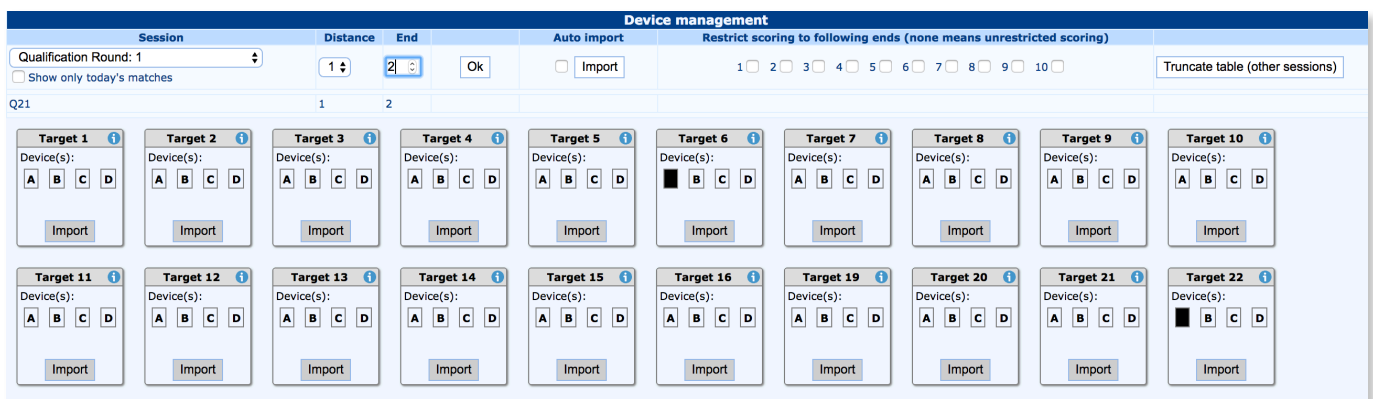 Device management
Session Distance End Auto import Restrict scoring to following ends (none means unrestricted scoring)
Qualification Round: 1 1 2 Ok Import 1 2 3 4 5 6 7 8 9 10 Truncate table (other sessions)
Show only today's matches
Q21 1 2
Target 1 Target 2 Target 3 Target 4 Target 5 Target 6 Target 7 Target 8 Target 9 Target 10
Device(s): Device(s): Device(s): Device(s): Device(s): Device(s): Device(s): Device(s): Device(s): Device(s):
A B C D A B C D A B C D A B C D A B C D B C D A B C D A B C D A B C D A B C D
Import Import Import Import Import Import Import Import Import Import
Target 11 Target 12 Target 13 Target 14 Target 15 Target 16 Target 19 Target 20 Target 21 Target 22
Device(s): Device(s): Device(s): Device(s): Device(s): Device(s): Device(s): Device(s): Device(s): Device(s):
A B C D A B C D A B C D A B C D A B C D A B C D A B C D A B C D A B C D B C D
Import Import Import Import Import Import Import Import Import Import